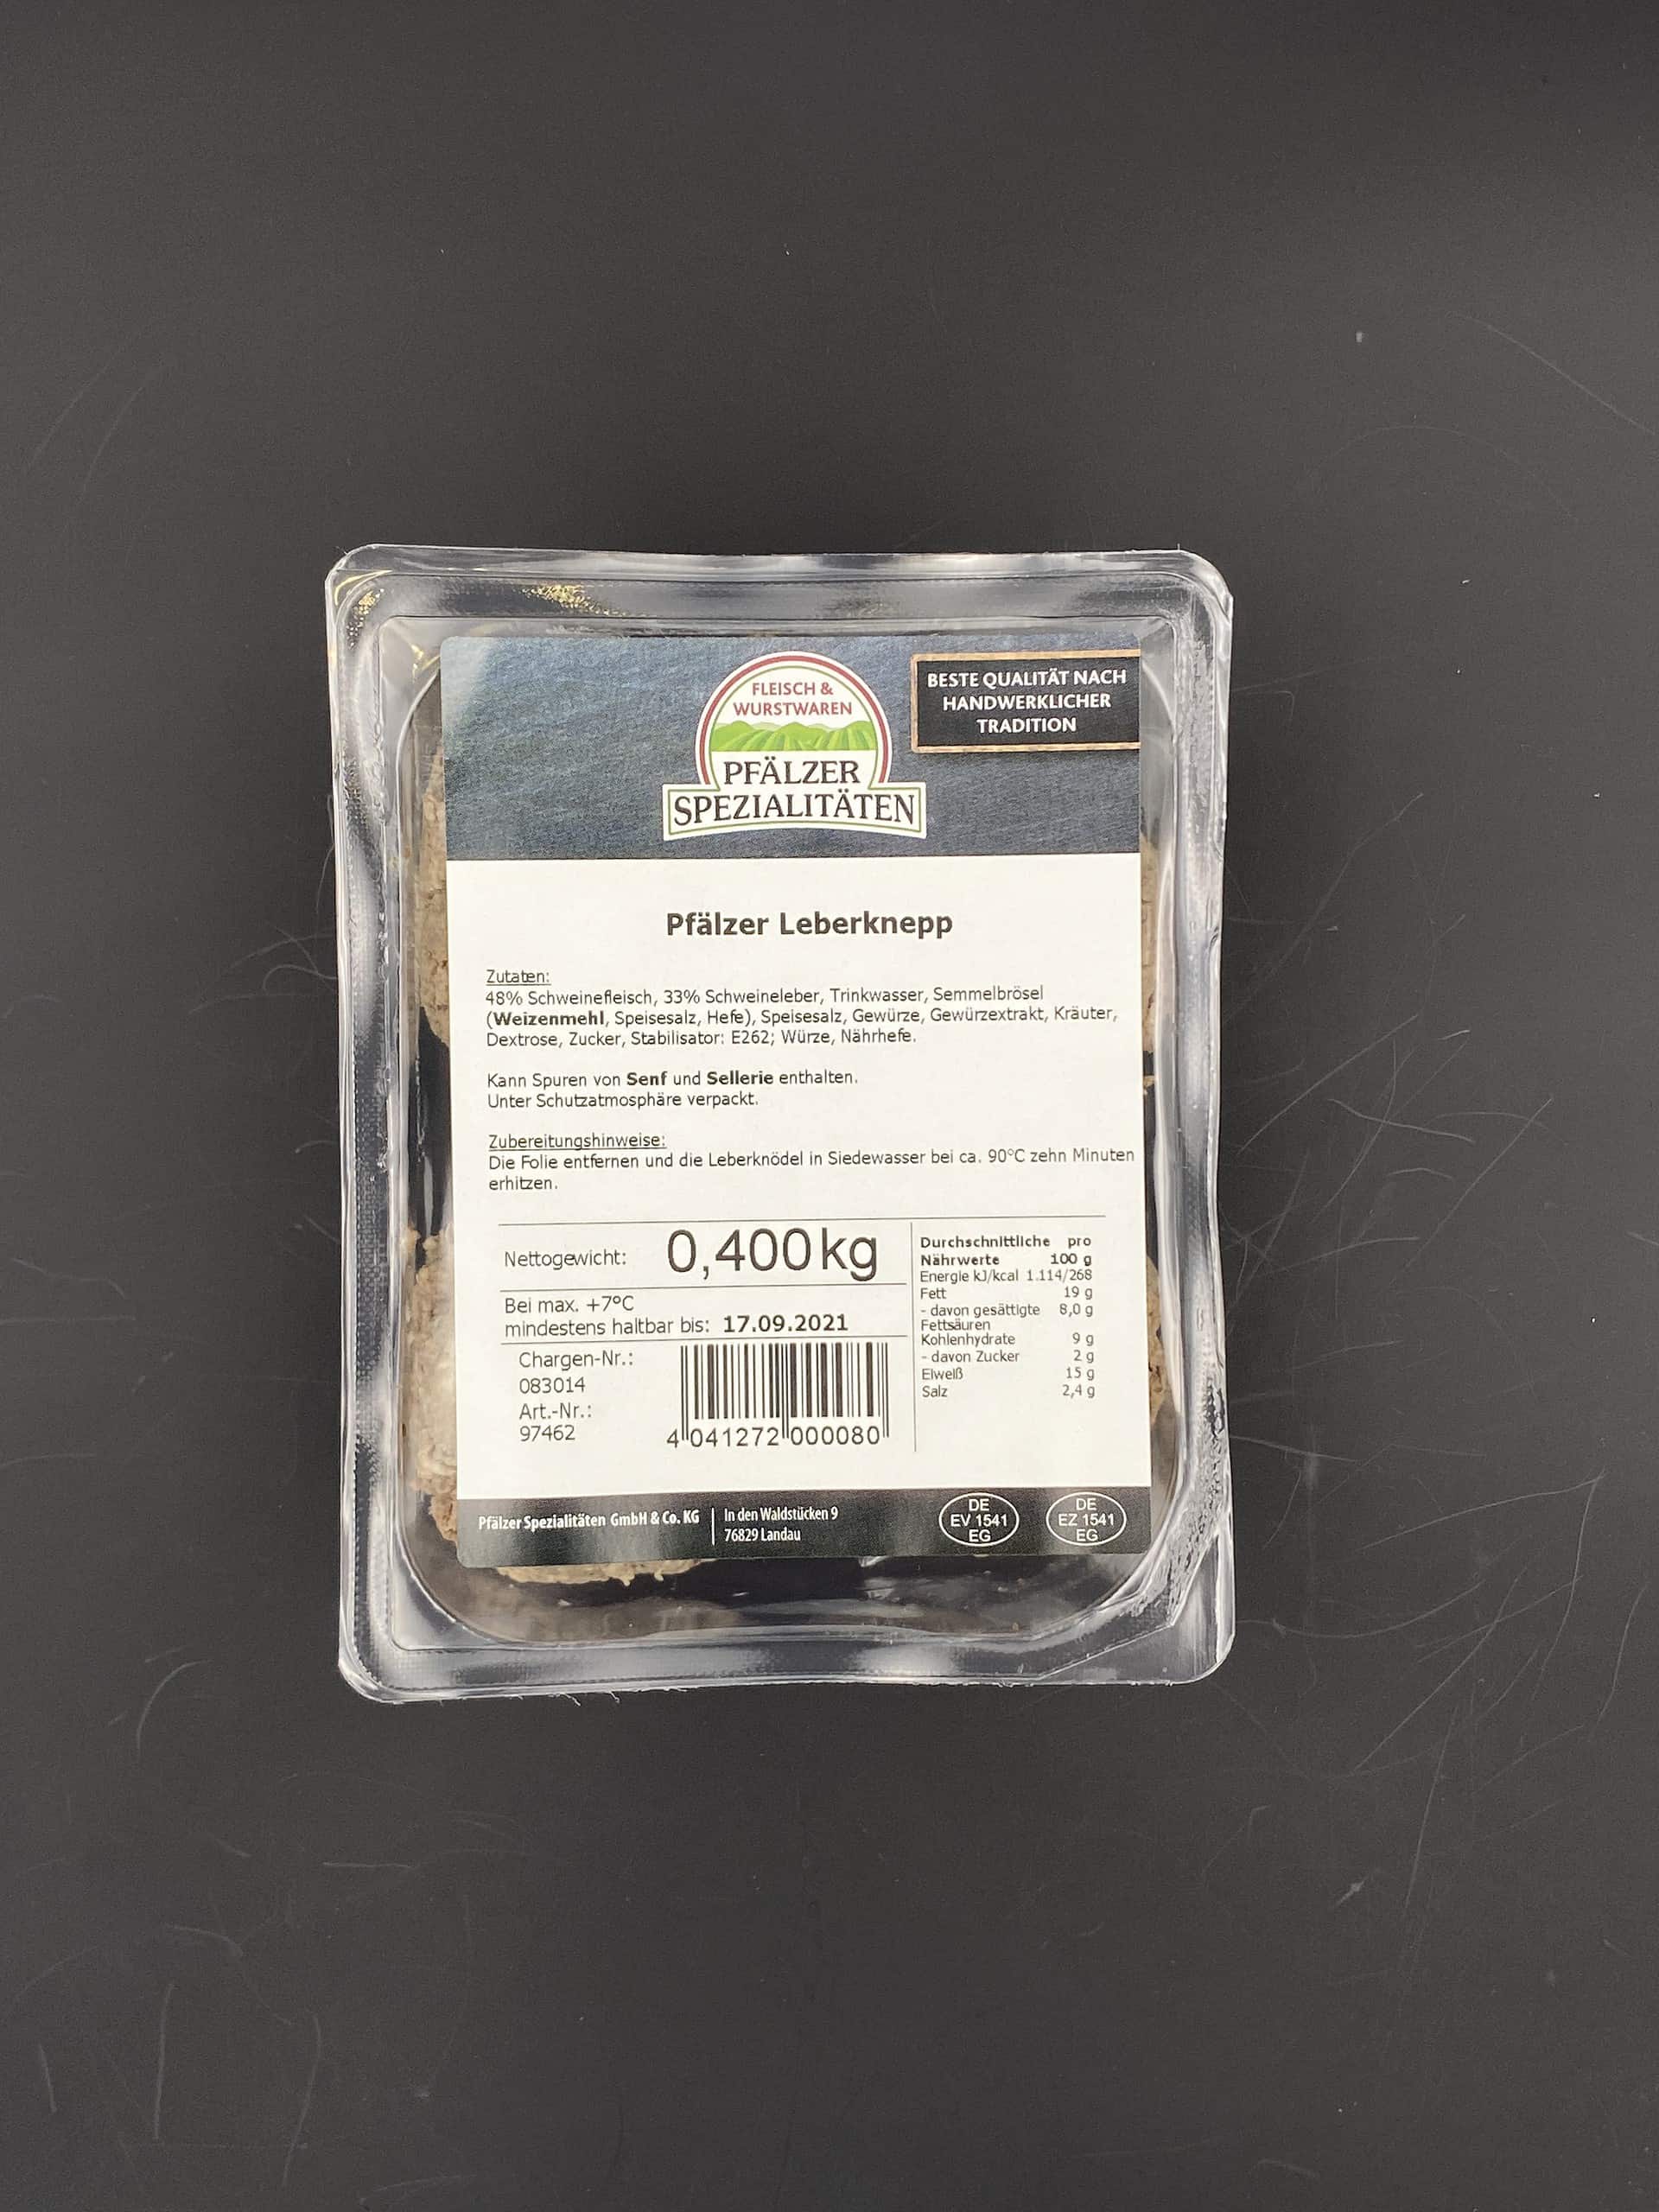 FLEISCH &
WURSTWAREN
PFÄLZER
SPEZIALITÄTEN
BESTE QUALITÄT NACH
HANDWERKLICHER
TRADITION
Pfälzer Leberknepp
Zutaten:
48% Schweinefleisch, 33% Schweineleber, Trinkwasser, Semmelbrösel
(Weizenmehl, Speisesalz, Hefe), Speisesalz, Gewürze, Gewürzextrakt, Kräuter,
Dextrose, Zucker, Stabilisator: E262; Würze, Nährhefe.
Kann Spuren von Senf und Sellerie enthalten.
Unter Schutzatmosphäre verpackt.
Zubereitungshinweise:
Die Folie entfernen und die Leberknödel in Siedewasser bei ca. 90°C zehn Minuten
erhitzen.
Nettogewicht: 0,400kg
Bei max. +7°C
mindestens haltbar bis: 17.09.2021
Chargen-Nr.:
083014
Art.-Nr.:
97462
4 041272 000080
Durchschnittliche pro
Nährwerte 100 g
Energie kJ/kcal 1.114/268
Fett 19 g
- davon gesättigte 8,0 g
Fettsäuren
Kohlenhydrate 9 g
- davon Zucker 2 g
Eiweiß 15 g
Salz 2,4 g
Pfälzer Spezialitäten GmbH & Co. KG
In den Waldstücken 9
76829 Landau
DE
EV 1541
EG
DE
EZ 1541
EG